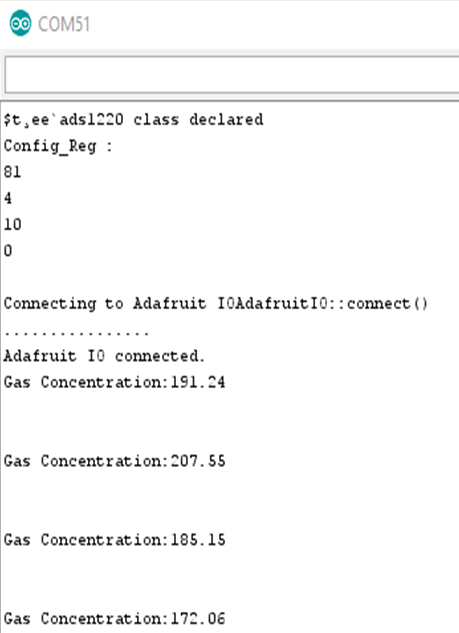 COM51
$t,ee`ads1220 class declared
Config_Reg :
81
4
10
0
Connecting to Adafruit IOAdafruitIO::connect()
................
Adafruit IO connected.
Gas Concentration:191.24
Gas Concentration:207.55
Gas Concentration:185.15
Gas Concentration:172.06